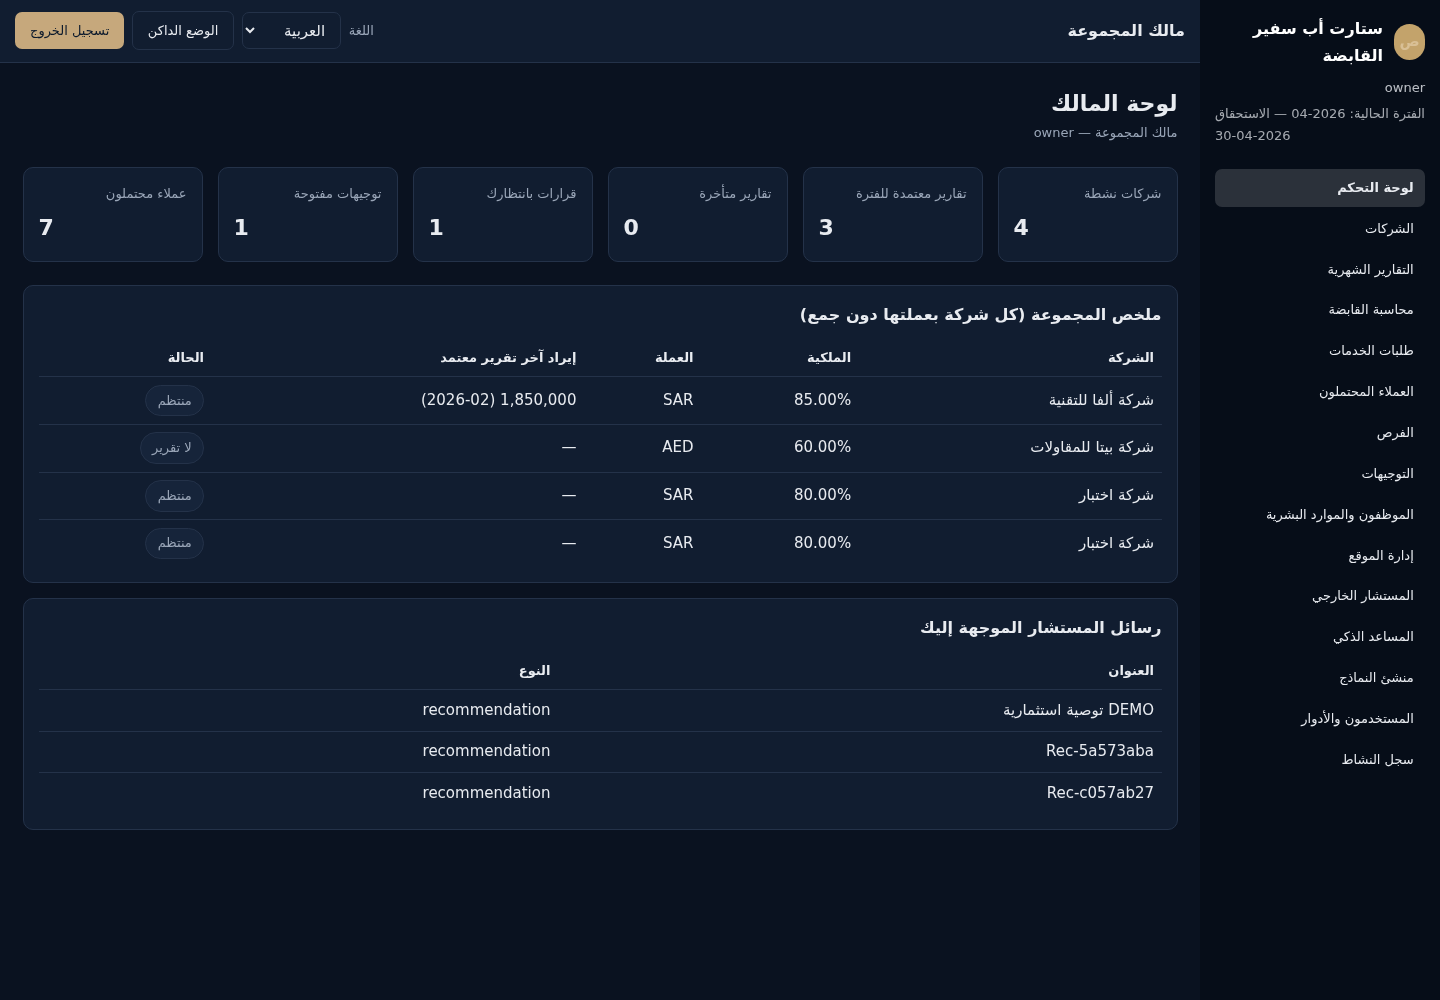 ص
ستارت أب سفير
القابضة
owner
الفترة الحالية: 2026-04 — الاستحقاق
2026-04-30
لوحة التحكم
الشركات
التقارير الشهرية
محاسبة القابضة
طلبات الخدمات
العملاء المحتملون
الفرص
التوجيهات
الموظفون والموارد البشرية
إدارة الموقع
المستشار الخارجي
المساعد الذكي
منشئ النماذج
المستخدمون والأدوار
سجل النشاط
مالك المجموعة اللغة العربية الوضع الداكن تسجيل الخروج
لوحة المالك
مالك المجموعة — owner
شركات نشطة
4
تقارير معتمدة للفترة
3
تقارير متأخرة
0
قرارات بانتظارك
1
توجيهات مفتوحة
1
عملاء محتملون
7
ملخص المجموعة (كل شركة بعملتها دون جمع)
الشركة الملكية العملة إيراد آخر تقرير معتمد الحالة
شركة ألفا للتقنية 85.00% SAR 1,850,000 (2026-02) منتظم
شركة بيتا للمقاولات 60.00% AED — لا تقرير
شركة اختبار 80.00% SAR — منتظم
شركة اختبار 80.00% SAR — منتظم
رسائل المستشار الموجهة إليك
العنوان النوع
DEMO توصية استثمارية recommendation
Rec-5a573aba recommendation
Rec-c057ab27 recommendation